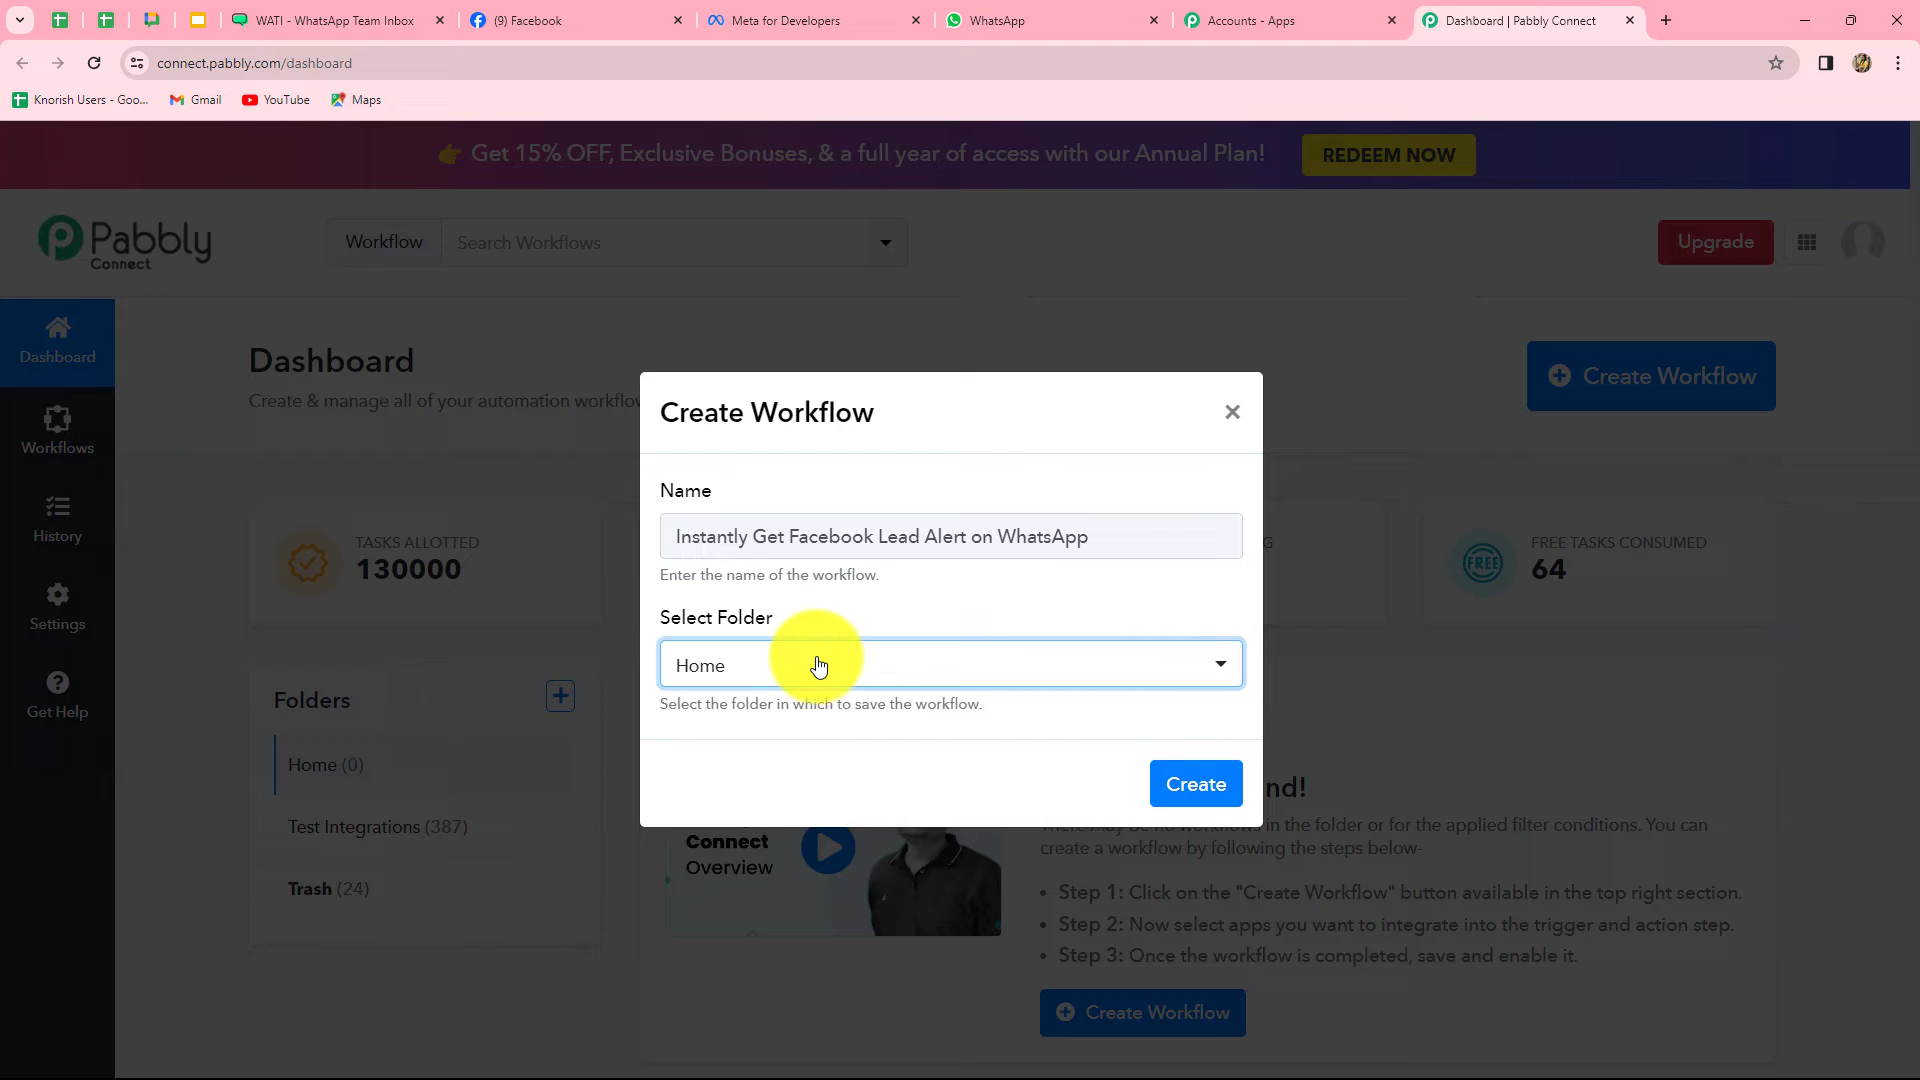 WATI - WhatsApp Team Inbox
(9) Facebook
Meta for Developers
WhatsApp
Accounts - Apps
Dashboard | Pabbly Connect
connect.pabbly.com/dashboard
Knorish Users - Goo...
Gmail
YouTube
Maps
Get 15% OFF, Exclusive Bonuses, & a full year of access with our Annual Plan!
REDEEM NOW
Pabbly
Connect
Workflow
Search Workflows
Upgrade
Dashboard
Workflows
History
Settings
Get Help
Dashboard
Create & manage all of your automation workflow
Create Workflow
TASKS ALLOTTED
130000
G
FREE
FREE TASKS CONSUMED
64
Create Workflow
Name
Instantly Get Facebook Lead Alert on WhatsApp
Enter the name of the workflow.
Select Folder
Home
Select the folder in which to save the workflow.
Create
Folders
Home (0)
Test Integrations (387)
Trash (24)
Connect
Overview
nd!
There may be no workflows in the folder or for the applied filter conditions. You can
create a workflow by following the steps below-
• Step 1: Click on the "Create Workflow" button available in the top right section.
• Step 2: Now select apps you want to integrate into the trigger and action step.
• Step 3: Once the workflow is completed, save and enable it.
Create Workflow